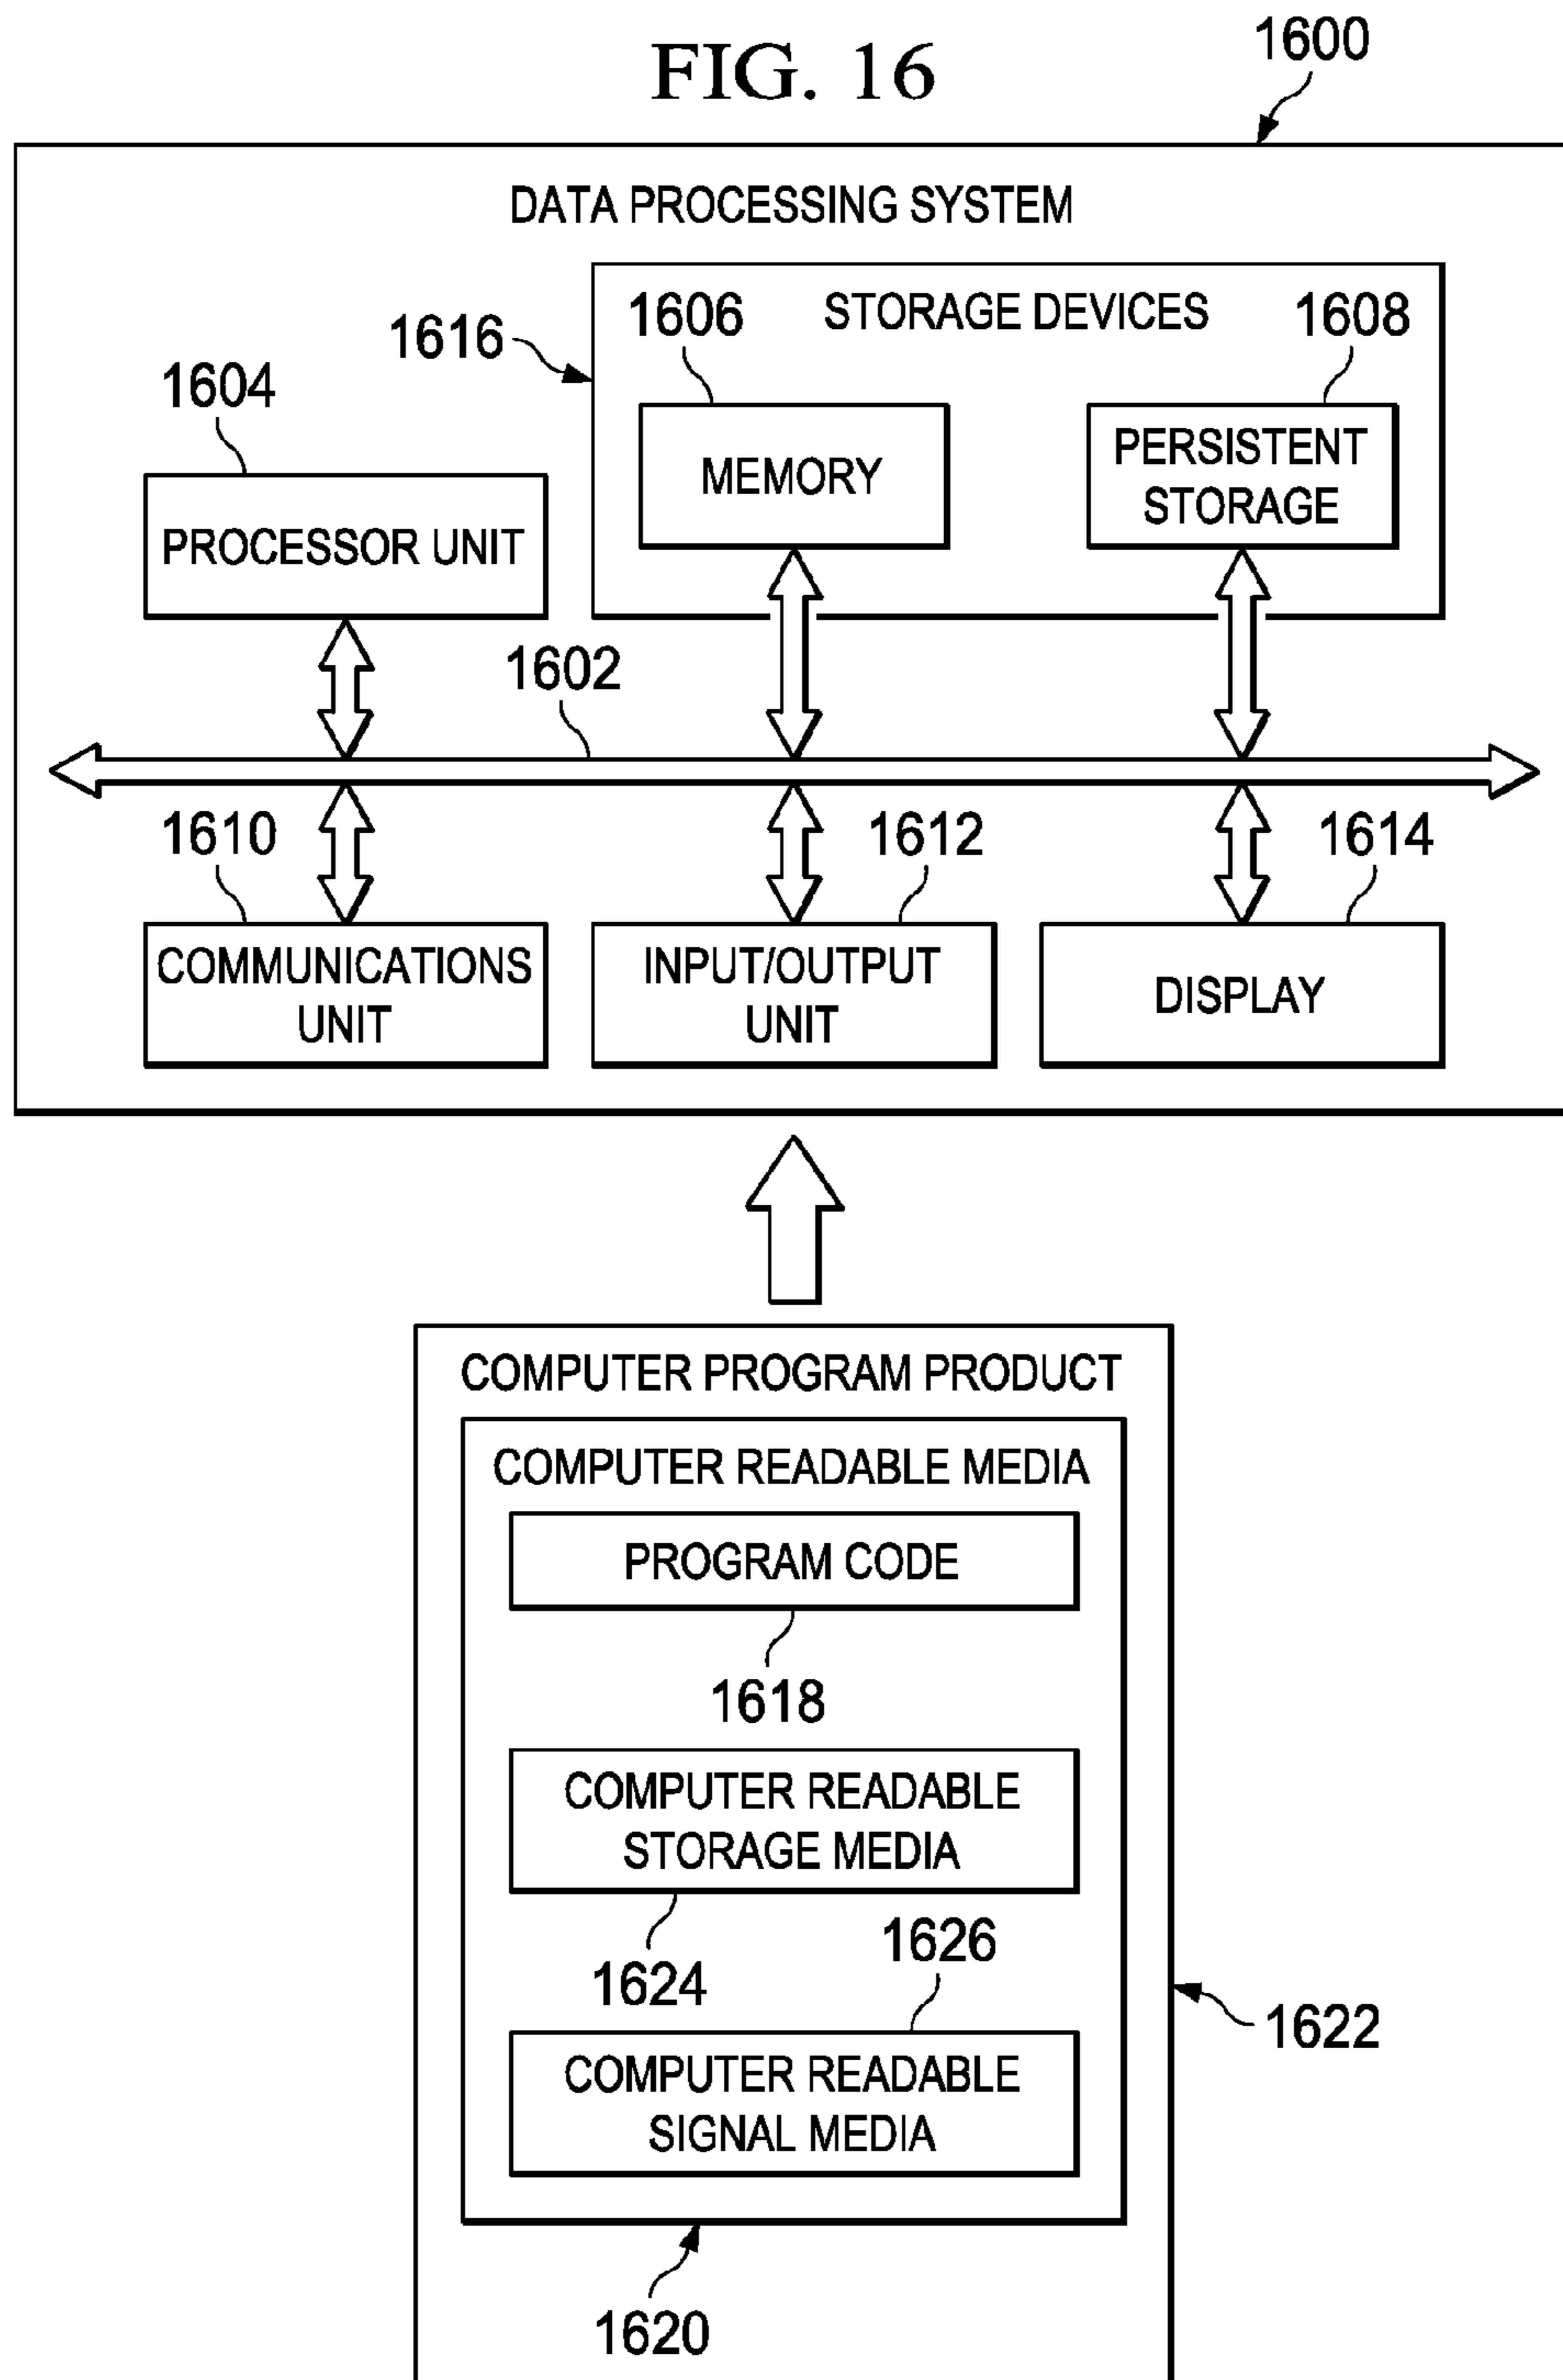 FIG. 16
1600
DATA PROCESSING SYSTEM
STORAGE DEVICES
1616
1606
1608
1604
MEMORY
PERSISTENT
STORAGE
PROCESSOR UNIT
1602
1610
1612
1614
COMMUNICATIONS
UNIT
INPUT/OUTPUT
UNIT
DISPLAY
COMPUTER PROGRAM PRODUCT
COMPUTER READABLE MEDIA
PROGRAM CODE
1618
COMPUTER READABLE
STORAGE MEDIA
1624
1626
COMPUTER READABLE
SIGNAL MEDIA
1622
1620